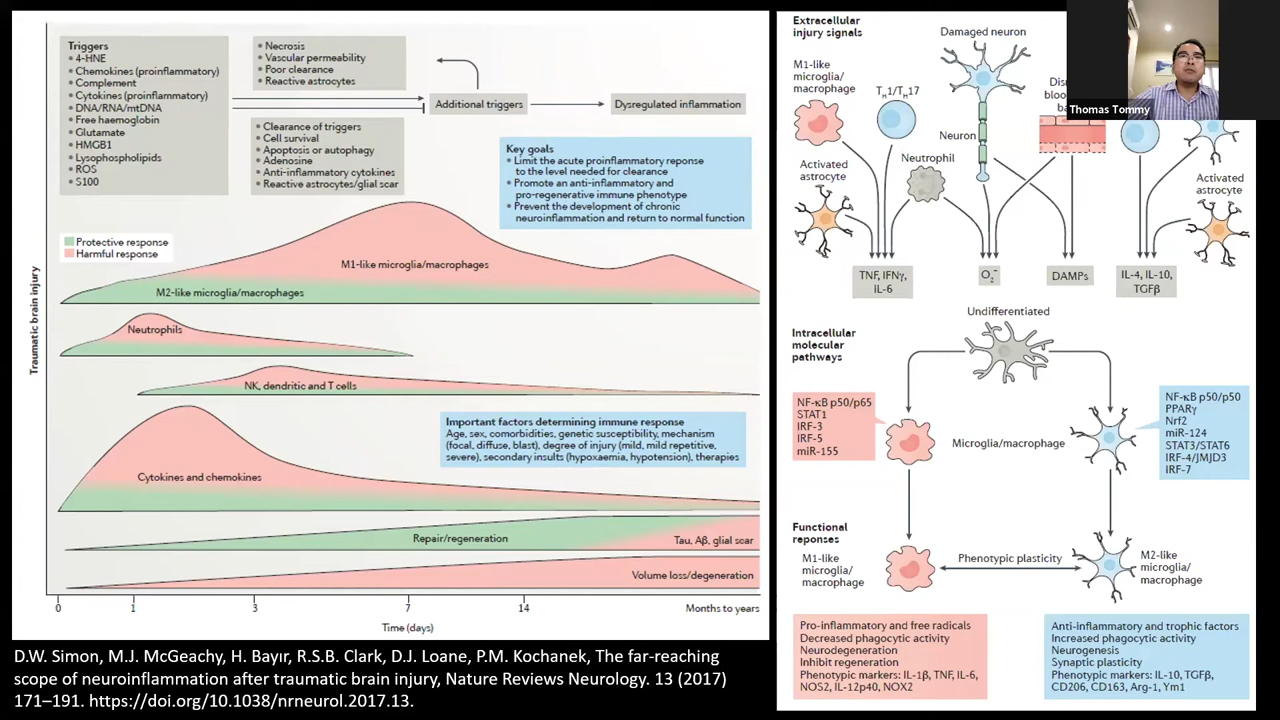 Triggers
• 4-HNE
• Chemokines (proinflammatory)
• Complement
• Cytokines (proinflammatory)
• DNA/RNA/mtDNA
• Free haemoglobin
• Glutamate
• HMGB1
• Lysophospholipids
• ROS
• S100
• Necrosis
• Vascular permeability
• Poor clearance
• Reactive astrocytes
Additional triggers
Dysregulated inflammation
• Clearance of triggers
• Cell survival
• Apoptosis or autophagy
• Adenosine
• Anti-inflammatory cytokines
• Reactive astrocytes/glial scar
Key goals
• Limit the acute proinflammatory reponse
to the level needed for clearance
• Promote an anti-inflammatory and
pro-regenerative immune phenotype
• Prevent the development of chronic
neuroinflammation and return to normal function
Protective response
Harmful response
Traumatic brain injury
M1-like microglia/macrophages
M2-like microglia/macrophages
Neutrophils
NK, dendritic and T cells
Important factors determining immune response
Age, sex, comorbidities, genetic susceptibility, mechanism
(focal, diffuse, blast), degree of injury (mild, mild repetitive,
severe), secondary insults (hypoxaemia, hypotension), therapies
Cytokines and chemokines
Repair/regeneration
Tau, Aβ, glial scar
Volume loss/degeneration
0 1 3 7 14 Months to years
Time (days)
D.W. Simon, M.J. McGeachy, H. Bayır, R.S.B. Clark, D.J. Loane, P.M. Kochanek, The far-reaching
scope of neuroinflammation after traumatic brain injury, Nature Reviews Neurology. 13 (2017)
171–191. https://doi.org/10.1038/nrneurol.2017.13.
Extracellular
injury signals
Damaged neuron
M1-like
microglia/
macrophage
TH1/TH17
Neuron
Neutrophil
Thomas Tommy
Activated
astrocyte
Activated
astrocyte
TNF, IFNγ,
IL-6
O2−
DAMPs
IL-4, IL-10,
TGFβ
Undifferentiated
Intracellular
molecular
pathways
NF-κB p50/p65
STAT1
IRF-3
IRF-5
miR-155
Microglia/macrophage
NF-κB p50/p50
PPARγ
Nrf2
miR-124
STAT3/STAT6
IRF-4/JMJD3
IRF-7
Functional
reponses
M1-like
microglia/
macrophage
Phenotypic plasticity
M2-like
microglia/
macrophage
Pro-inflammatory and free radicals
Decreased phagocytic activity
Neurodegeneration
Inhibit regeneration
Phenotypic markers: IL-1β, TNF, IL-6,
NOS2, IL-12p40, NOX2
Anti-inflammatory and trophic factors
Increased phagocytic activity
Neurogenesis
Synaptic plasticity
Phenotypic markers: IL-10, TGFβ,
CD206, CD163, Arg-1, Ym1